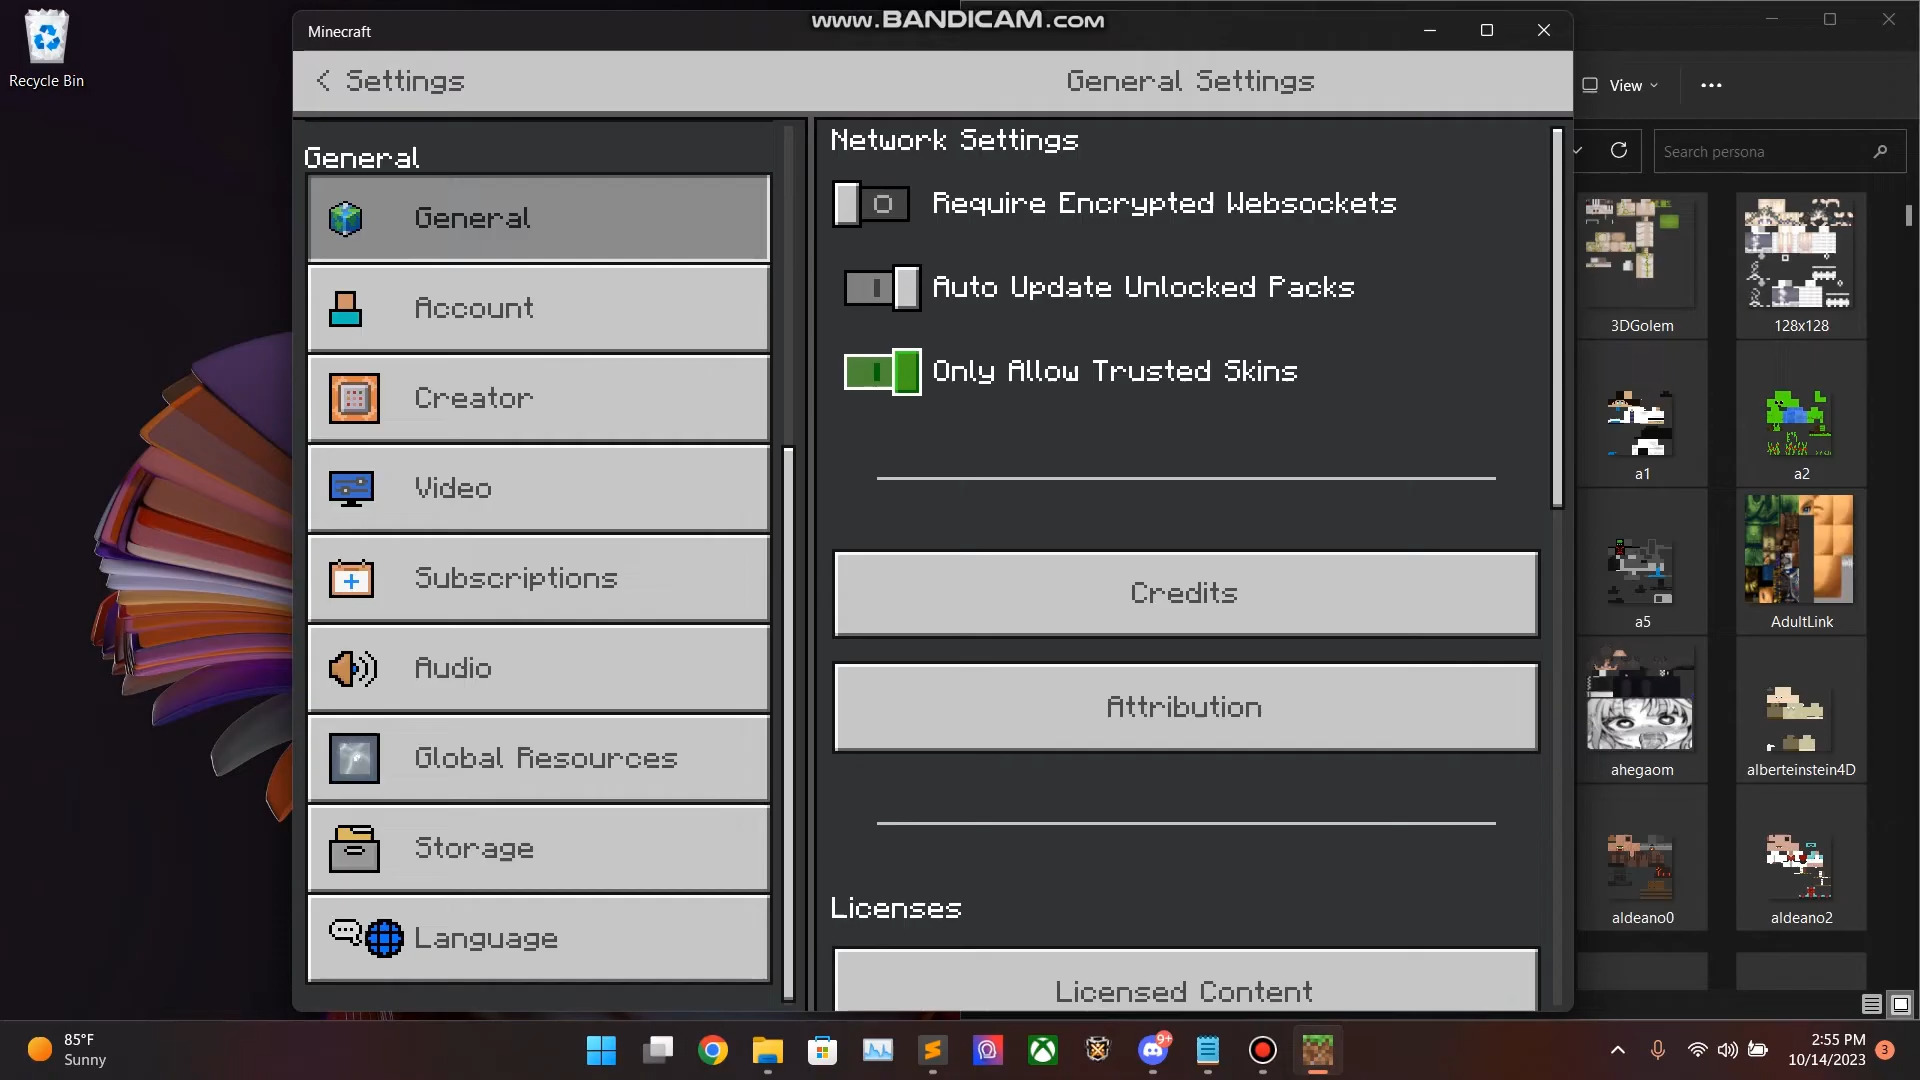 www.BANDICAM.com
Recycle Bin
Minecraft
Settings
General Settings
View
Search persona
General
General
Account
Creator
Video
Subscriptions
Audio
Global Resources
Storage
Language
Network Settings
Require Encrypted Websockets
Auto Update Unlocked Packs
Only Allow Trusted Skins
Credits
Attribution
Licenses
Licensed Content
3DGolem
128x128
a1
a2
a5
AdultLink
ahegaom
alberteinstein4D
aldeano0
aldeano2
85°F
Sunny
9+
2:55 PM
10/14/2023
3